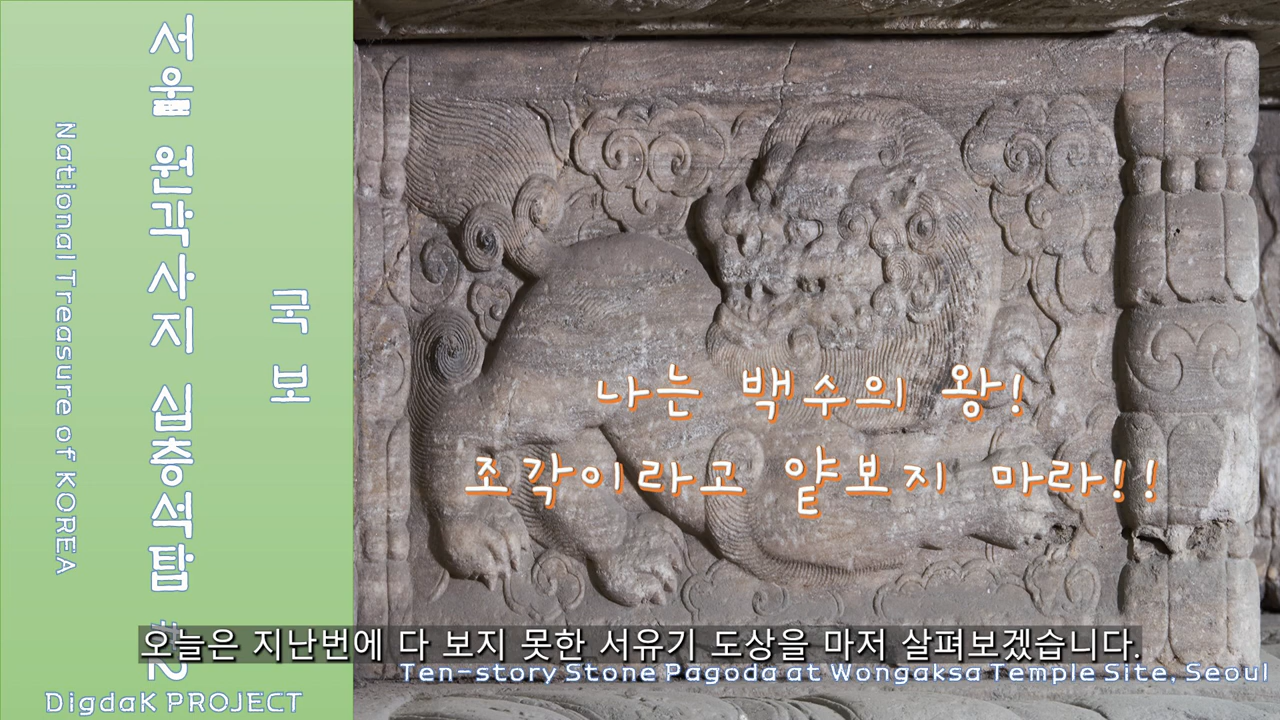 국보
서울 원각사지 십층석탑 #2
National Treasure of KOREA
나는 백수의 왕!
조각이라고 얕보지 마라!!
오늘은 지난번에 다 보지 못한 서유기 도상을 마저 살펴보겠습니다.
Ten-story Stone Pagoda at Wongaksa Temple Site, Seoul
DigdaK PROJECT